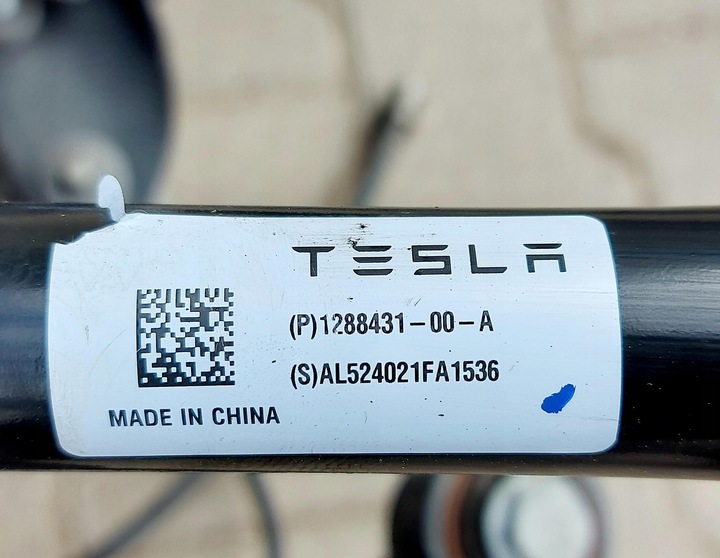 TESLA
(P)1288431-00-A
(S)AL524021FA1536
MADE IN CHINA